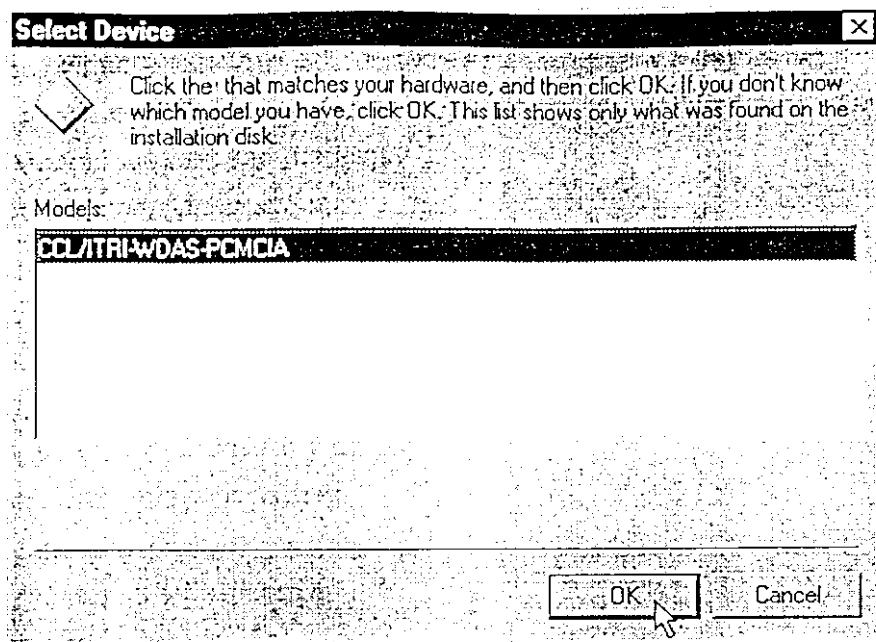 Select Device
Click the that matches your hardware, and then click OK. If you don't know
which model you have, click OK. This list shows only what was found on the
installation disk.
Models:
CCL/ITRI-WDAS-PCMCIA
OK
Cancel